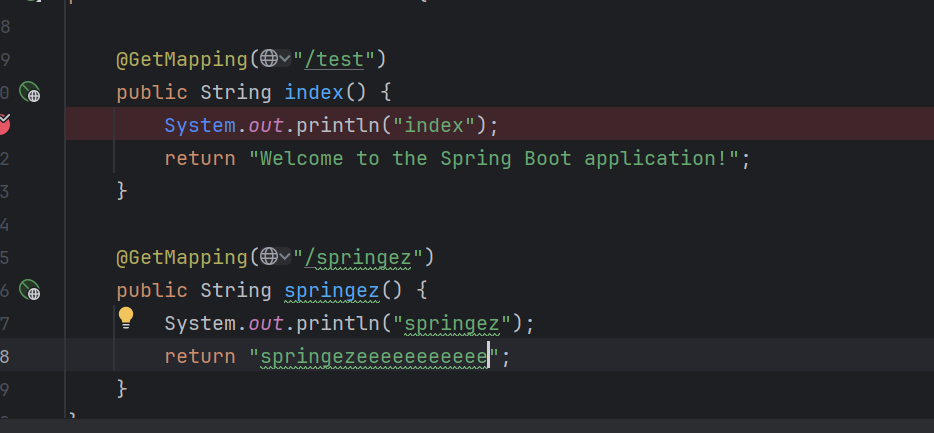 8
9 @GetMapping("/test")
0 public String index() {
System.out.println("index");
2 return "Welcome to the Spring Boot application!";
3 }
4
5 @GetMapping("/springez")
6 public String springez() {
7 System.out.println("springez");
8 return "springezeeeeeeeeeee";
9 }